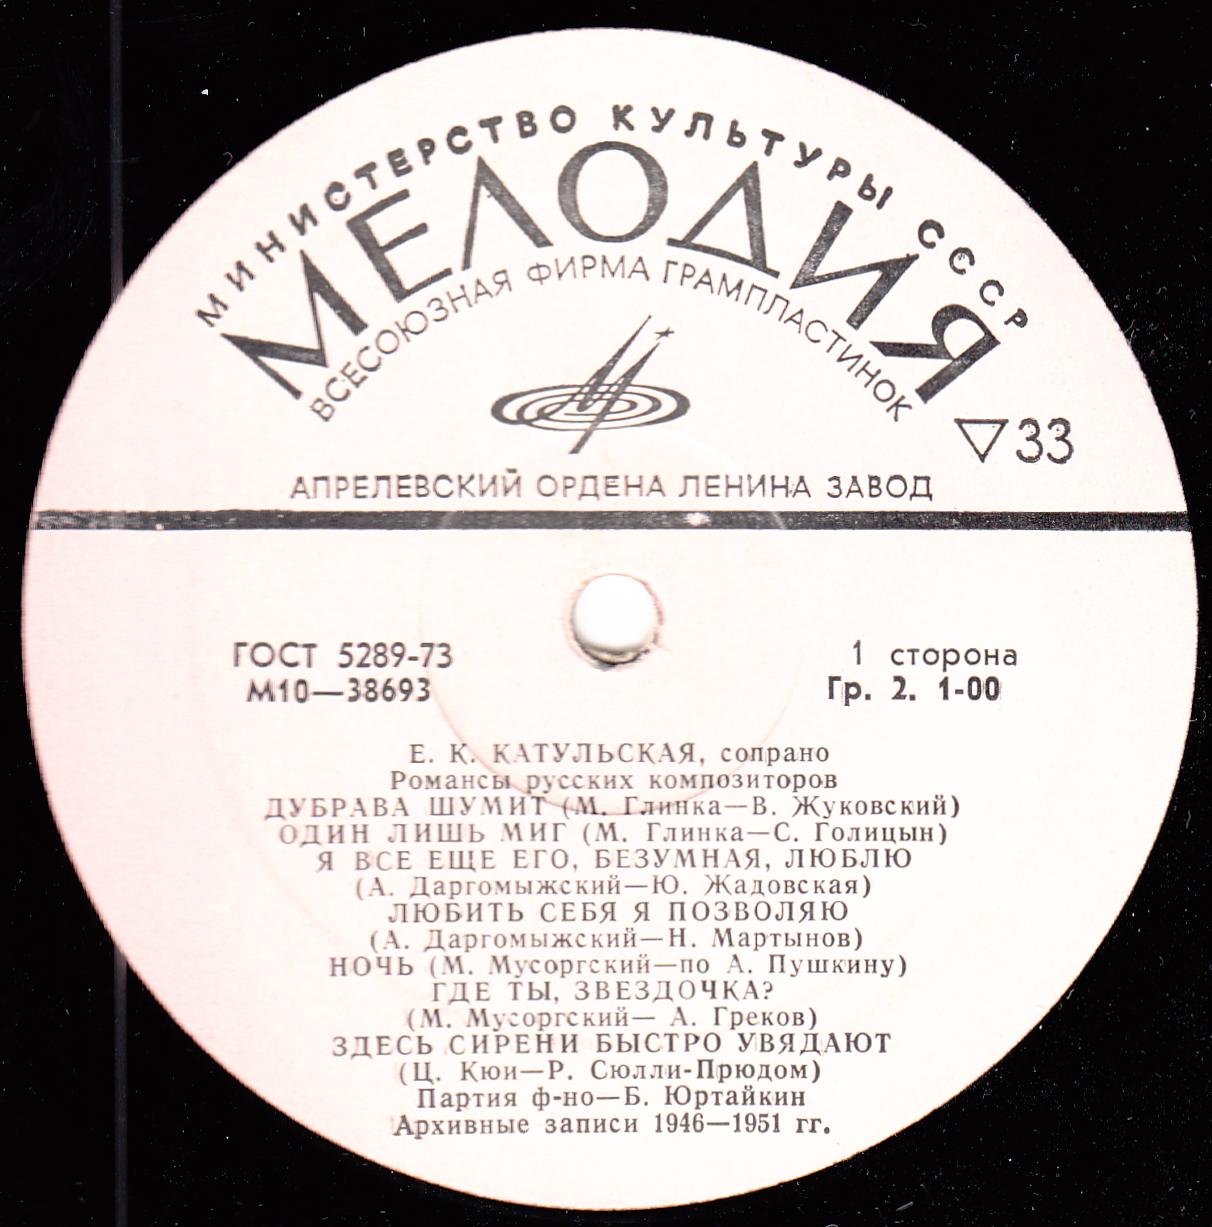 МИНИСТЕРСТВО КУЛЬТУРЫ СССР
МЕЛОДИЯ
ВСЕСОЮЗНАЯ ФИРМА ГРАМПЛАСТИНОК
33
АПРЕЛЕВСКИЙ ОРДЕНА ЛЕНИНА ЗАВОД
ГОСТ 5289-73
М10—38693
1 сторона
Гр. 2. 1-00
Е. К. КАТУЛЬСКАЯ, сопрано
Романсы русских композиторов
ДУБРАВА ШУМИТ (М. Глинка—В. Жуковский)
ОДИН ЛИШЬ МИГ (М. Глинка—С. Голицын)
Я ВСЕ ЕЩЕ ЕГО, БЕЗУМНАЯ, ЛЮБЛЮ
(А. Даргомыжский—Ю. Жадовская)
ЛЮБИТЬ СЕБЯ Я ПОЗВОЛЯЮ
(А. Даргомыжский—Н. Мартынов)
НОЧЬ (М. Мусоргский—по А. Пушкину)
ГДЕ ТЫ, ЗВЕЗДОЧКА?
(М. Мусоргский— А. Греков)
ЗДЕСЬ СИРЕНИ БЫСТРО УВЯДАЮТ
(Ц. Кюи—Р. Сюлли-Прюдом)
Партия ф-но—Б. Юртайкин
Архивные записи 1946—1951 гг.